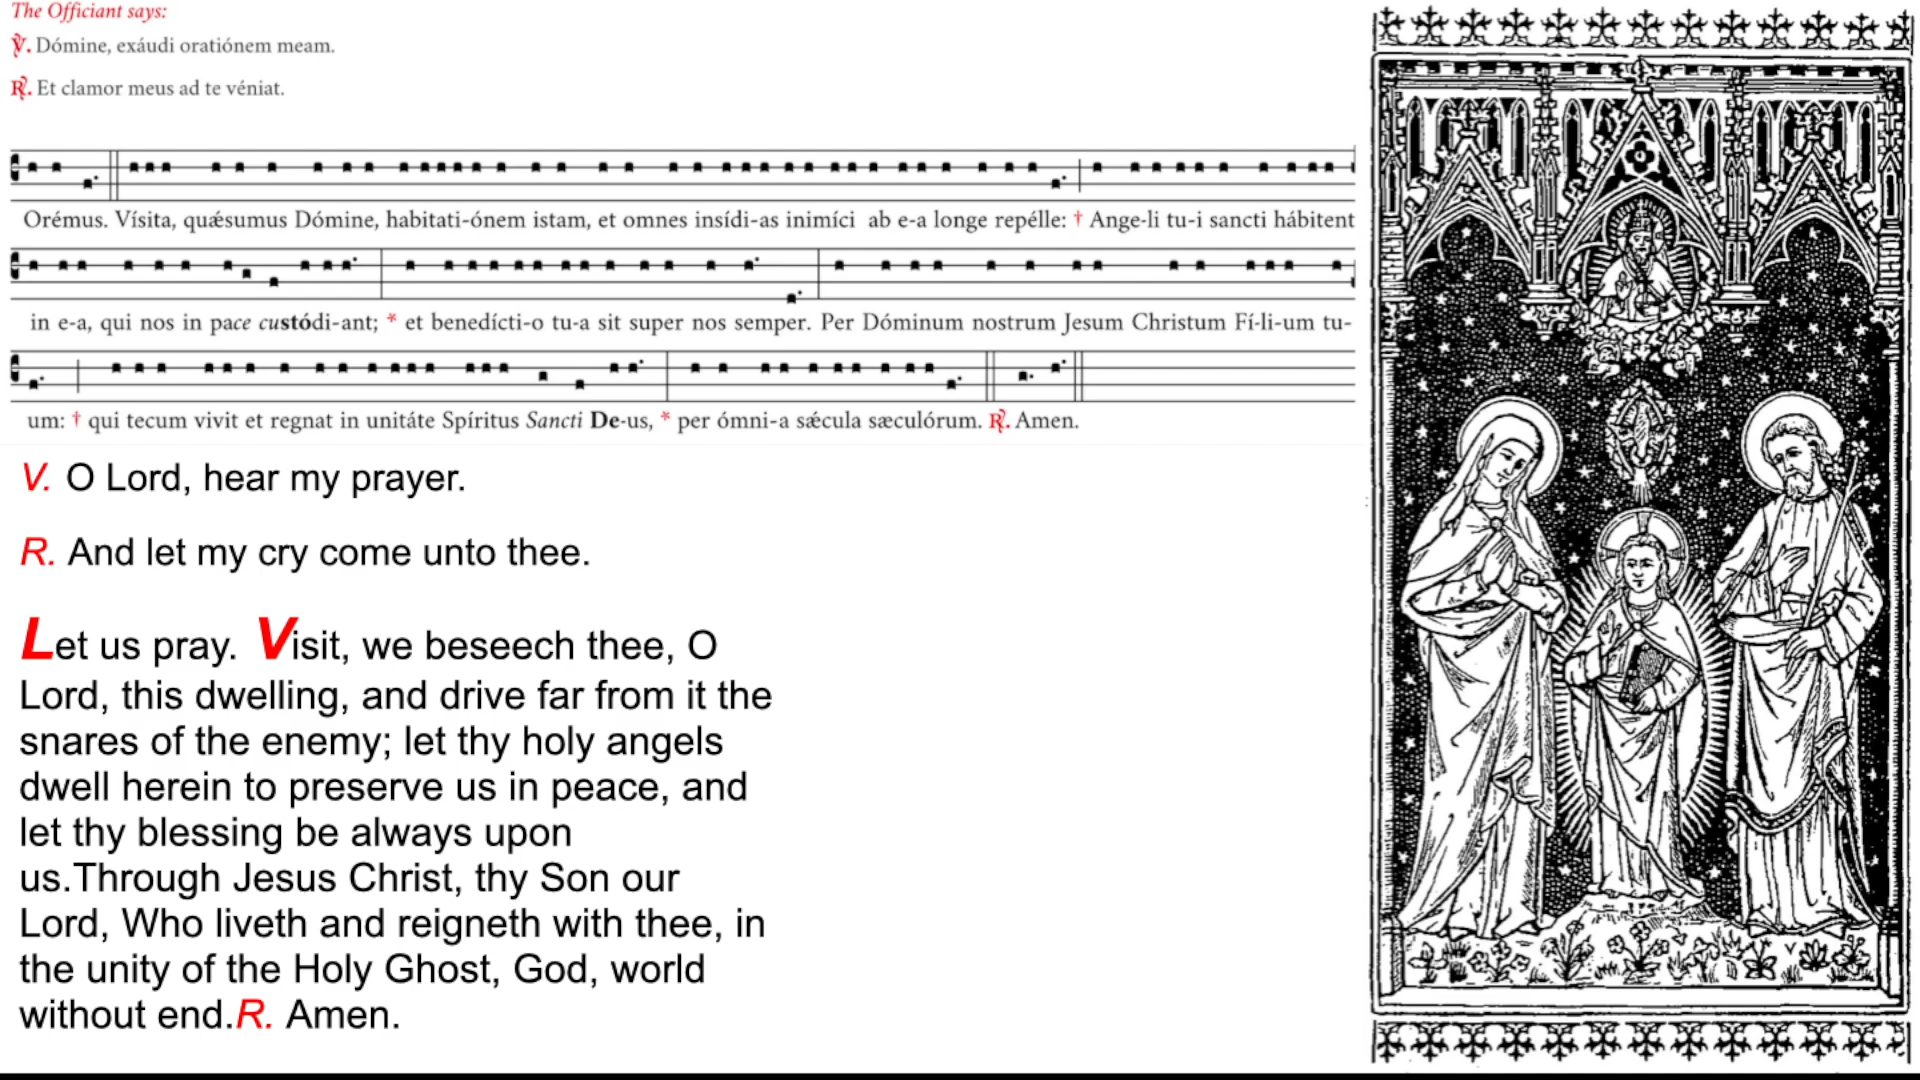 The Officiant says:
℣. Dómine, exáudi oratiónem meam.
℟. Et clamor meus ad te véniat.
Orémus. Vísita, quǽsumus Dómine, habitati-ónem istam, et omnes insídi-as inimíci ab e-a longe repélle: † Ange-li tu-i sancti hábitent
in e-a, qui nos in pace custódi-ant; * et benedícti-o tu-a sit super nos semper. Per Dóminum nostrum Jesum Christum Fí-li-um tu-
um: † qui tecum vivit et regnat in unitáte Spíritus Sancti De-us, * per ómni-a sǽcula sæculórum. ℟. Amen.
V. O Lord, hear my prayer.
R. And let my cry come unto thee.
Let us pray. Visit, we beseech thee, O
Lord, this dwelling, and drive far from it the
snares of the enemy; let thy holy angels
dwell herein to preserve us in peace, and
let thy blessing be always upon
us.Through Jesus Christ, thy Son our
Lord, Who liveth and reigneth with thee, in
the unity of the Holy Ghost, God, world
without end.R. Amen.